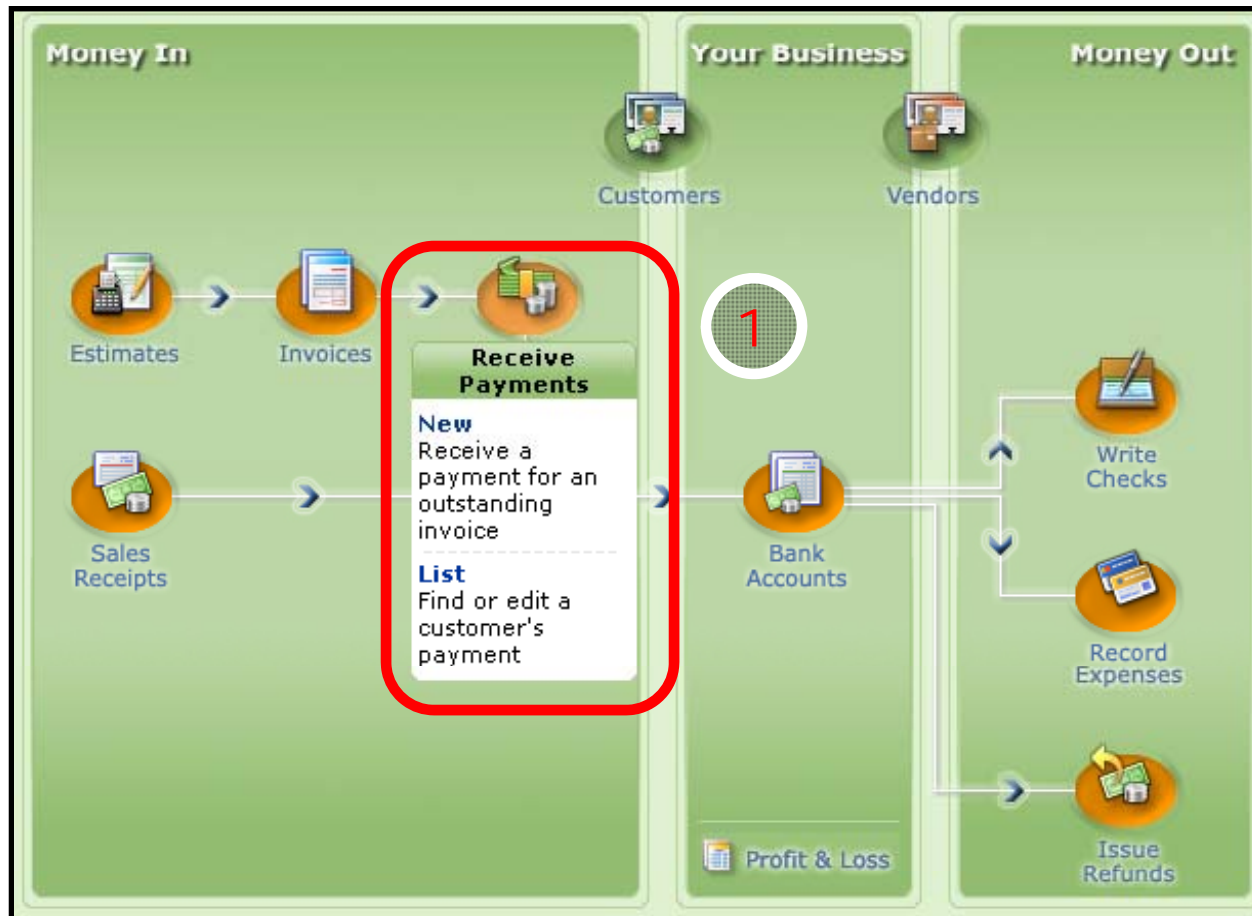 Money In
Your Business
Money Out
Customers
Vendors
Estimates
Invoices
Receive
Payments
New
Receive a
payment for an
outstanding
invoice
List
Find or edit a
customer's
payment
1
Sales
Receipts
Bank
Accounts
Write
Checks
Record
Expenses
Issue
Refunds
Profit & Loss